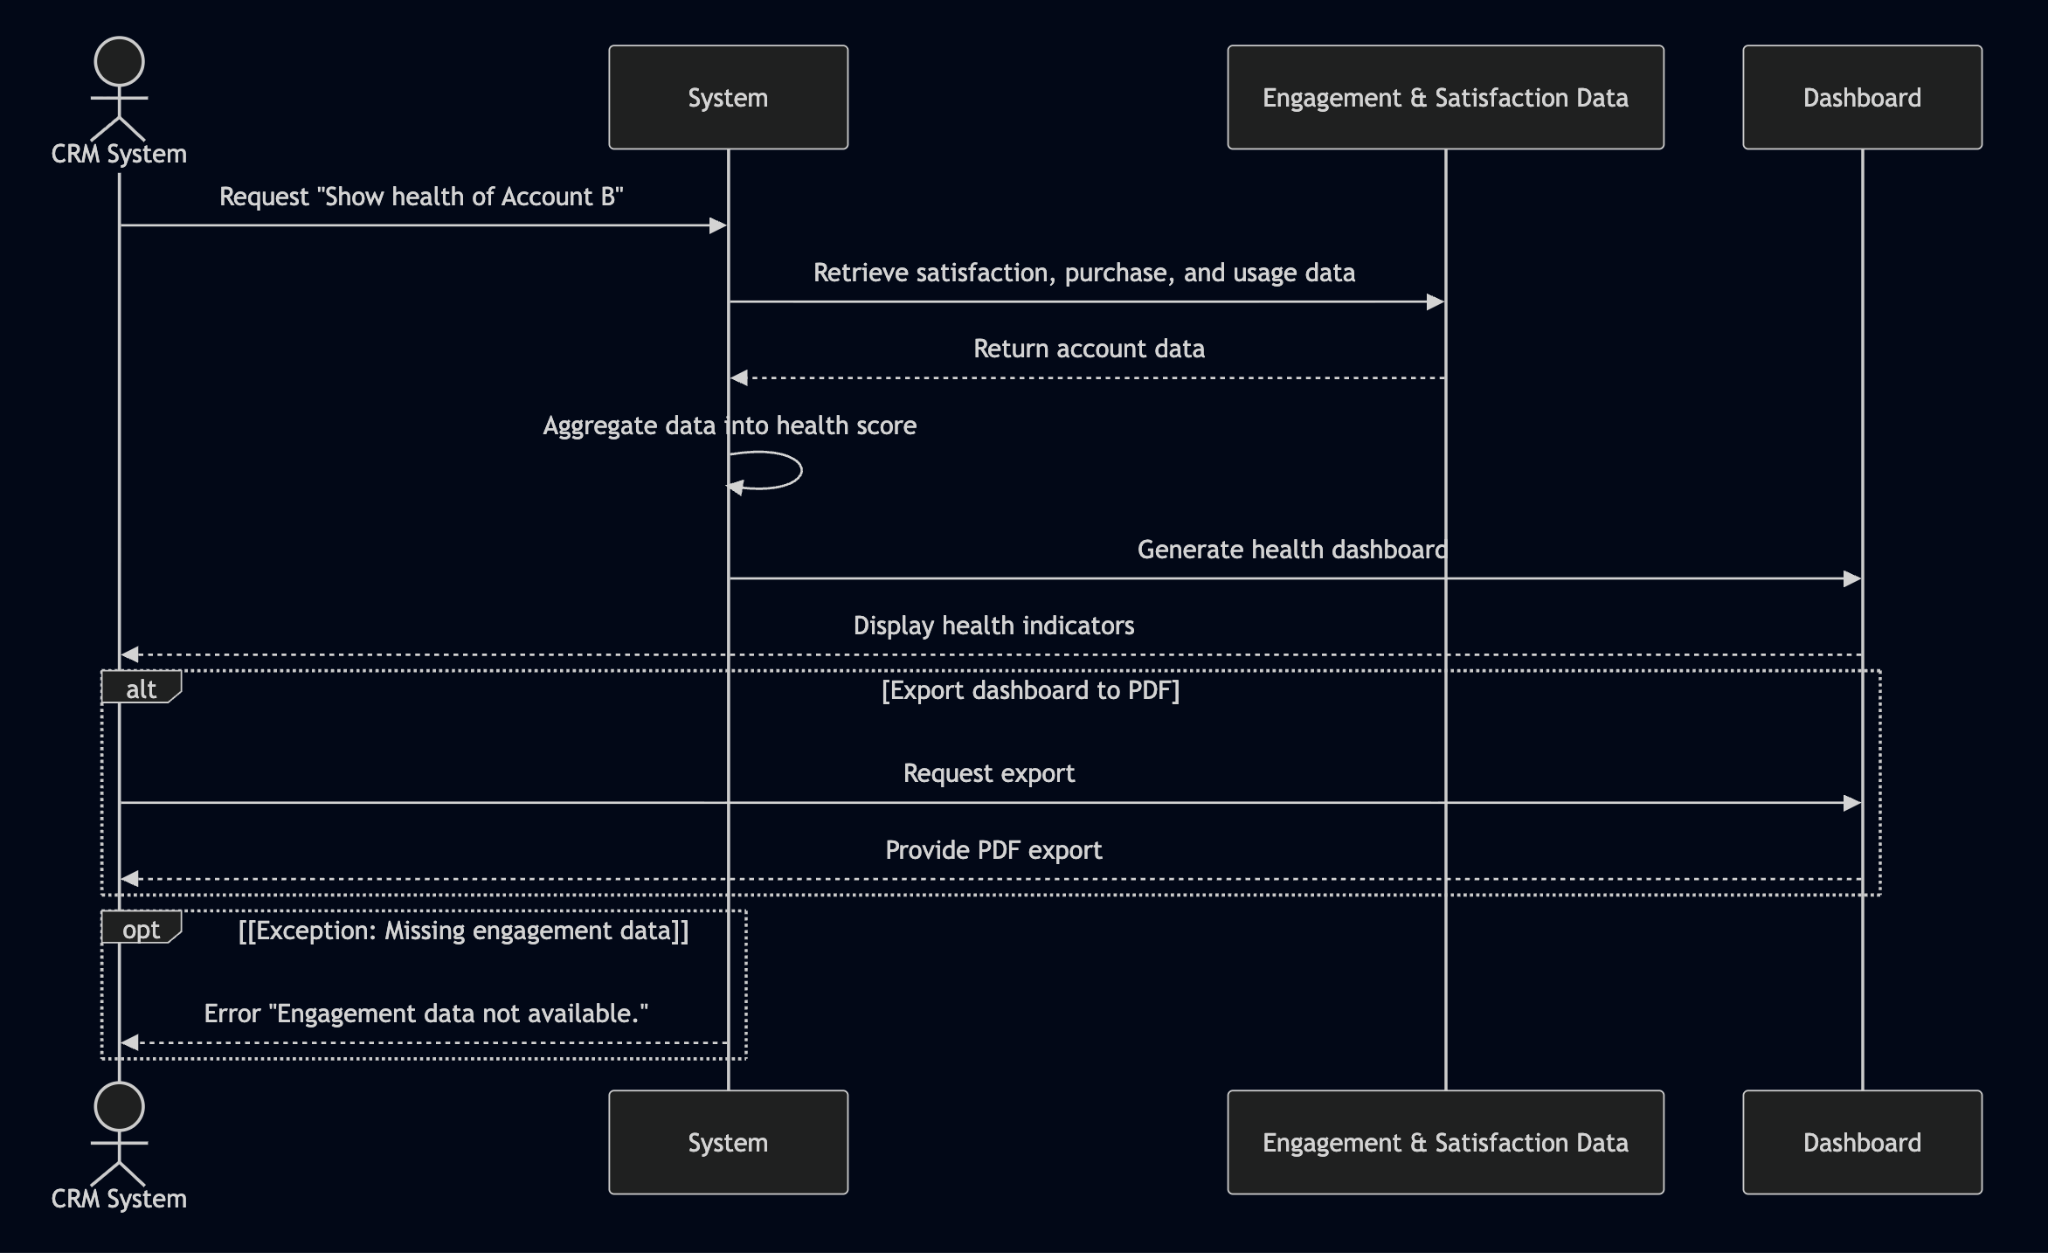 CRM System
System
Engagement & Satisfaction Data
Dashboard
Request "Show health of Account B"
Retrieve satisfaction, purchase, and usage data
Return account data
Aggregate data into health score
Generate health dashboard
Display health indicators
alt
[Export dashboard to PDF]
Request export
Provide PDF export
opt
[[Exception: Missing engagement data]]
Error "Engagement data not available."
CRM System
System
Engagement & Satisfaction Data
Dashboard